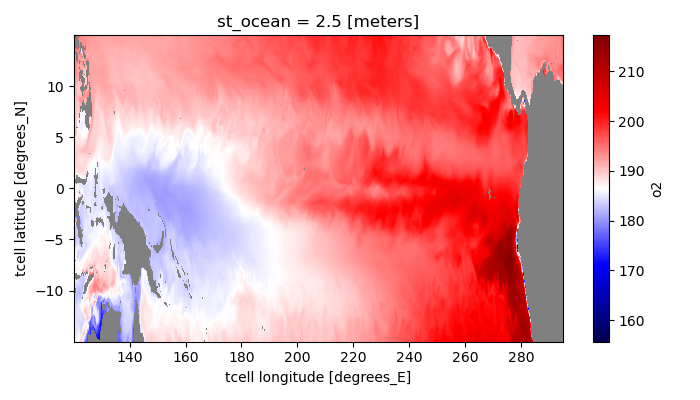 st_ocean = 2.5 [meters]
tcell latitude [degrees_N]
10
5
0
−5
−10
140 160 180 200 220 240 260 280
tcell longitude [degrees_E]
210
200
190
180
170
160
o2